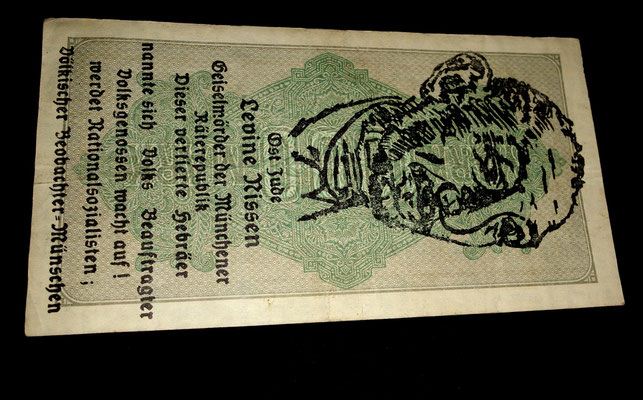 Ost Jude
Levine Nissen
Geiselmörder der Münchener
Räterepublik
Dieser vertierte Hebräer
nannte sich Volks Beauftragter
Volksgenossen wacht auf!
werdet Nationalsozialisten;
Völkischer Beobachter=Münschen